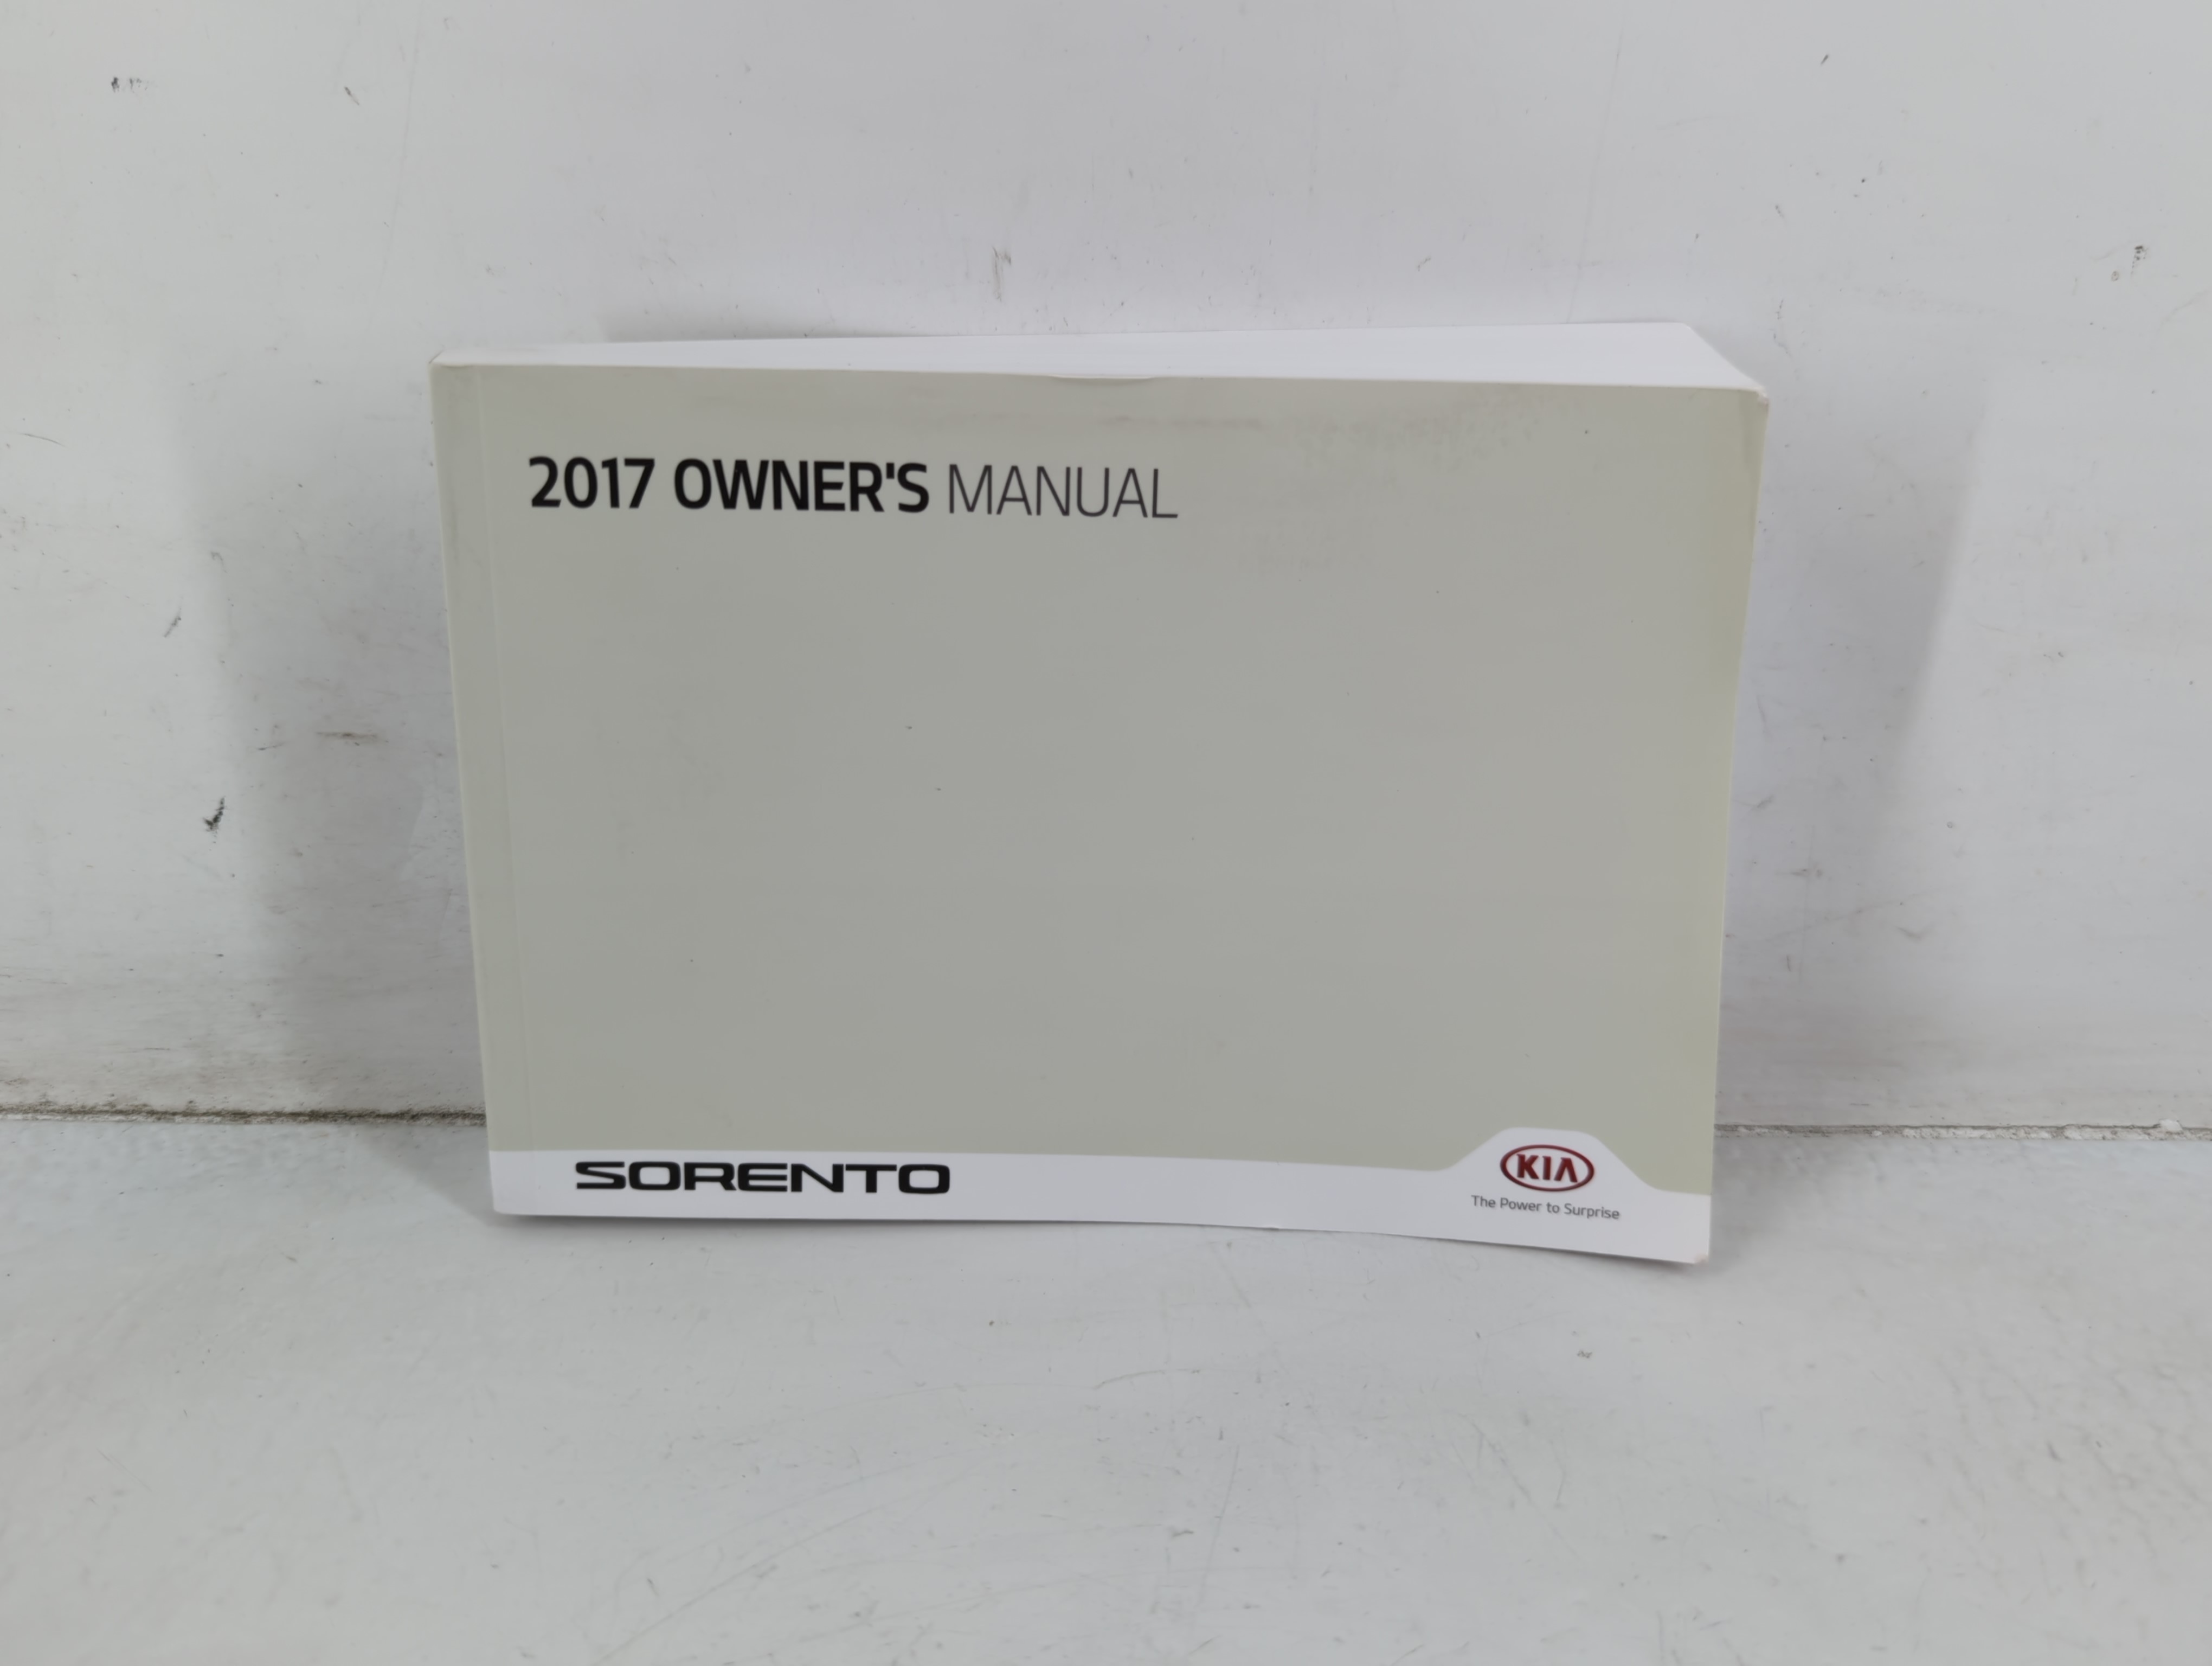 2017 OWNER'S MANUAL
SORENTO
KIA
The Power to Surprise